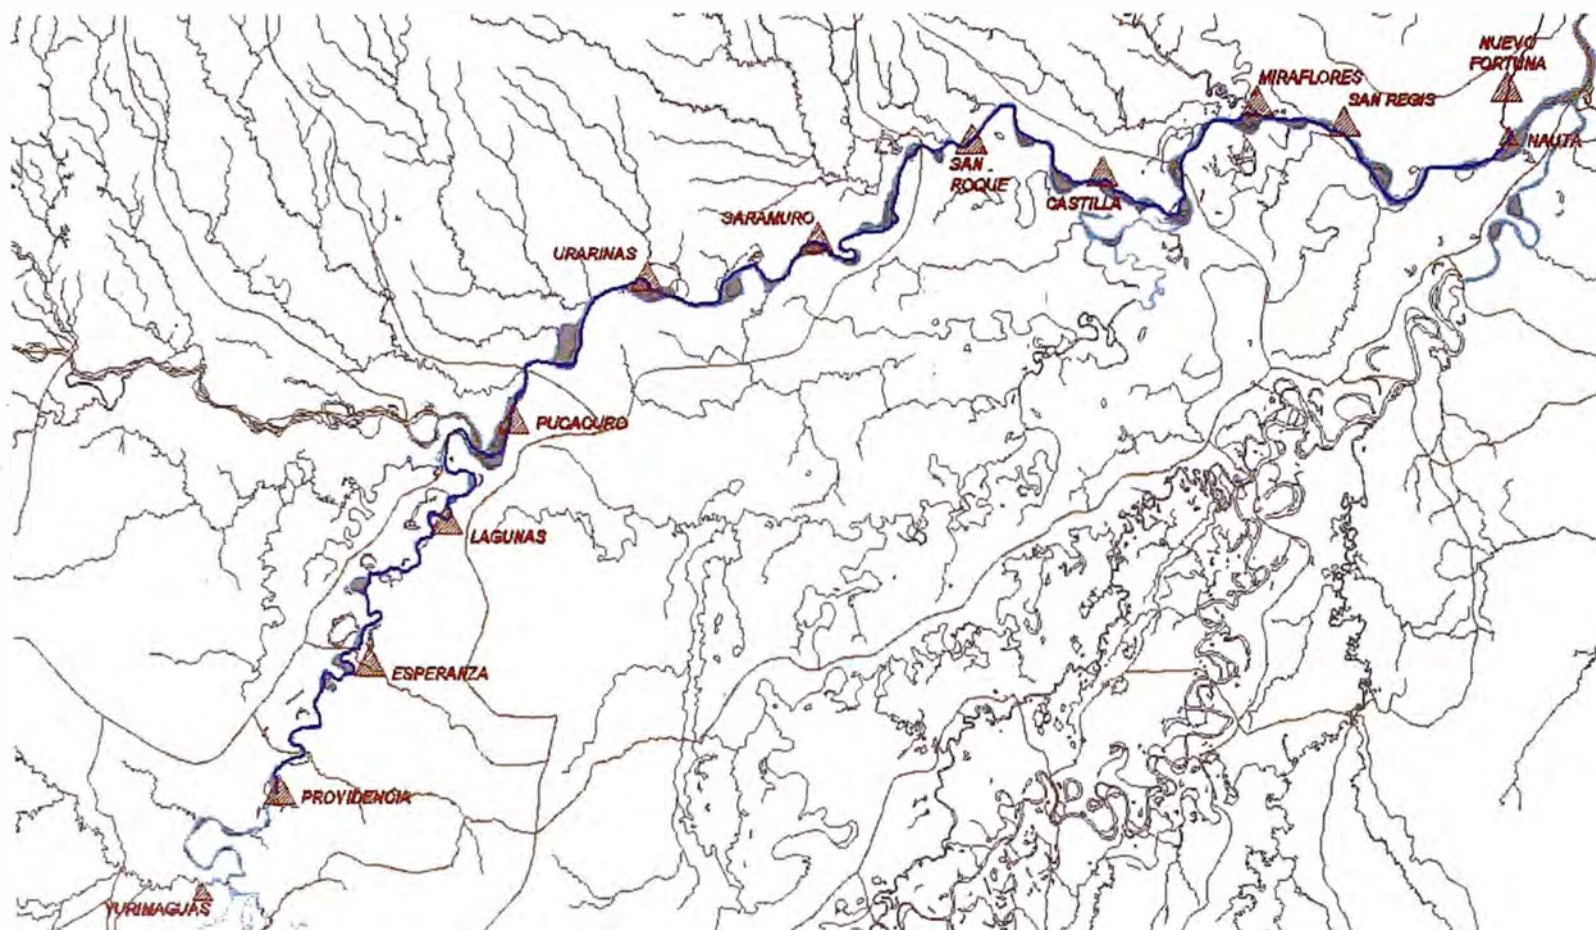 NUEVO
FORTUNA
MIRAFLORES
SAN REGIS
NAUTA
SAN
ROQUE
CASTILLA
SARAMURO
URARINAS
PUCACURO
LAGUNAS
ESPERANZA
PROVIDENCIA
YURIMAGUAS